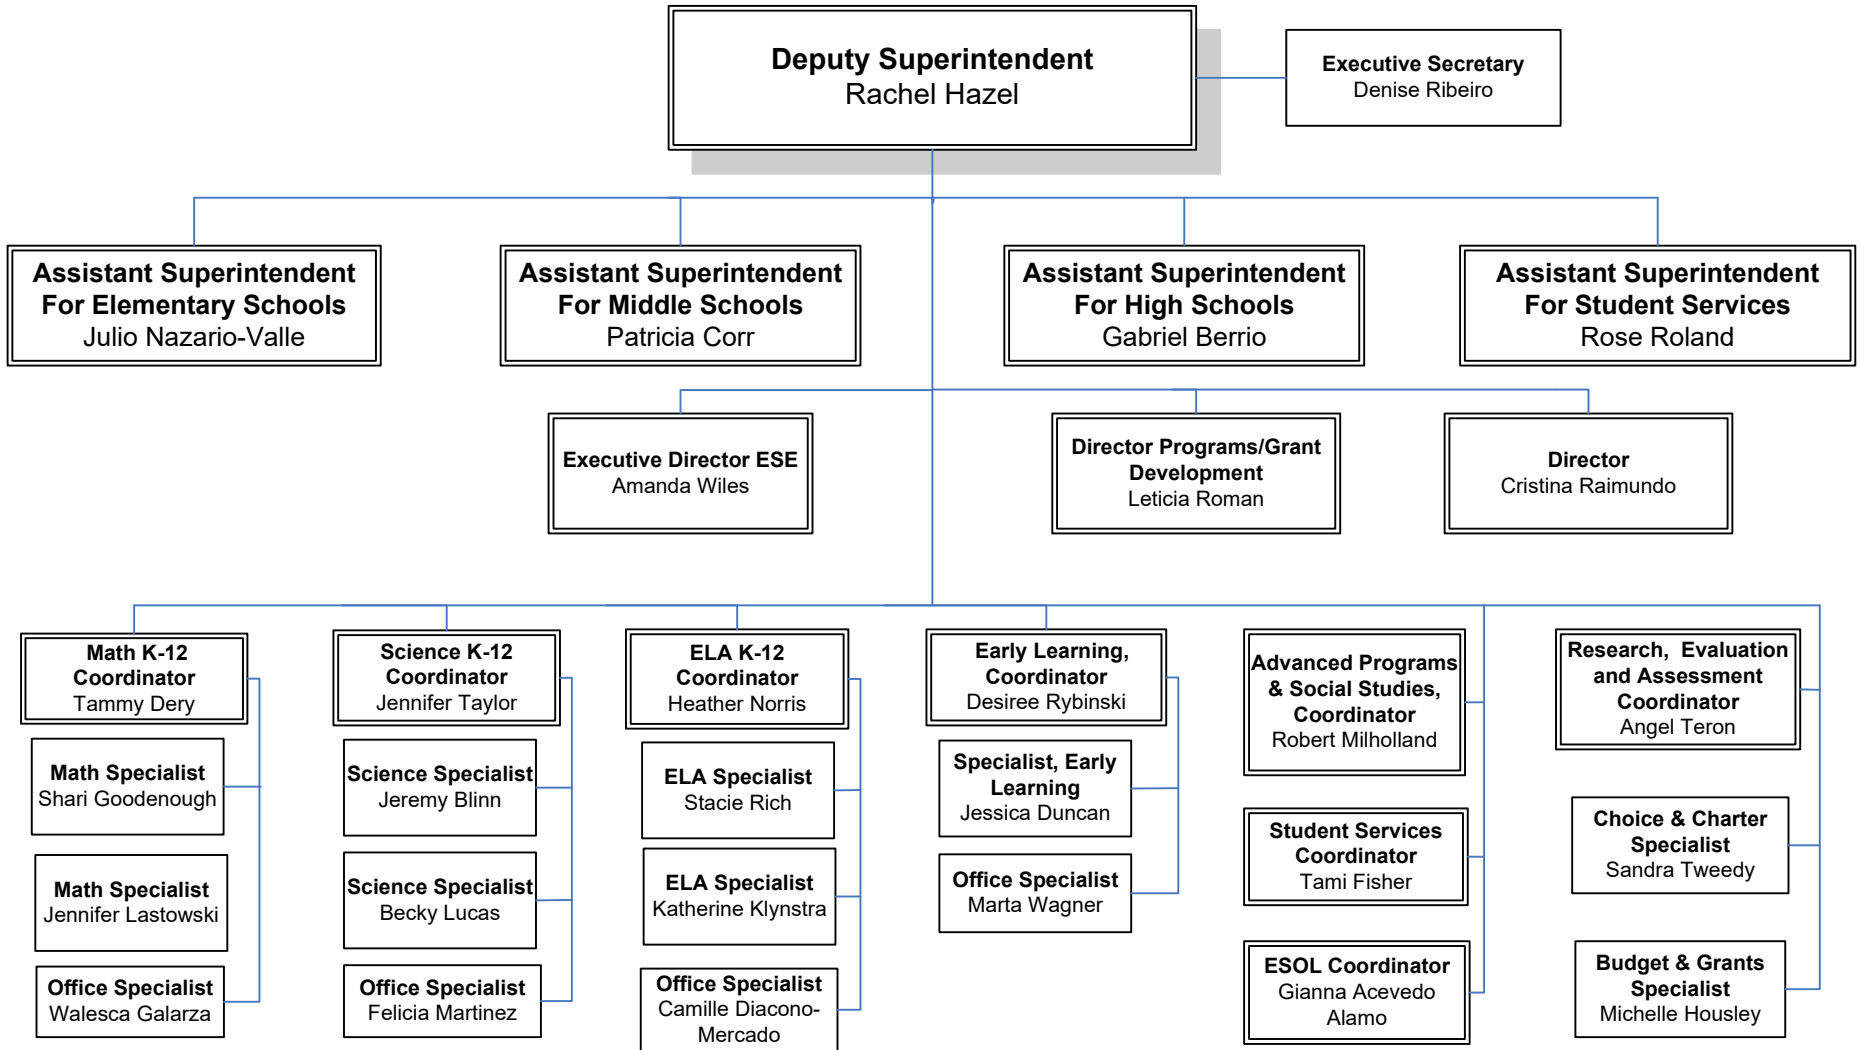 Deputy Superintendent
Rachel Hazel
Executive Secretary
Denise Ribeiro
Assistant Superintendent
For Elementary Schools
Julio Nazario-Valle
Assistant Superintendent
For Middle Schools
Patricia Corr
Assistant Superintendent
For High Schools
Gabriel Berrio
Assistant Superintendent
For Student Services
Rose Roland
Executive Director ESE
Amanda Wiles
Director Programs/Grant
Development
Leticia Roman
Director
Cristina Raimundo
Math K-12
Coordinator
Tammy Dery
Science K-12
Coordinator
Jennifer Taylor
ELA K-12
Coordinator
Heather Norris
Early Learning,
Coordinator
Desiree Rybinski
Advanced Programs
& Social Studies,
Coordinator
Robert Milholland
Research, Evaluation
and Assessment
Coordinator
Angel Teron
Math Specialist
Shari Goodenough
Science Specialist
Jeremy Blinn
ELA Specialist
Stacie Rich
Specialist, Early
Learning
Jessica Duncan
Student Services
Coordinator
Tami Fisher
Choice & Charter
Specialist
Sandra Tweedy
Math Specialist
Jennifer Lastowski
Science Specialist
Becky Lucas
ELA Specialist
Katherine Klynstra
Office Specialist
Marta Wagner
ESOL Coordinator
Gianna Acevedo
Alamo
Budget & Grants
Specialist
Michelle Housley
Office Specialist
Walesca Galarza
Office Specialist
Felicia Martinez
Office Specialist
Camille Diacono-
Mercado